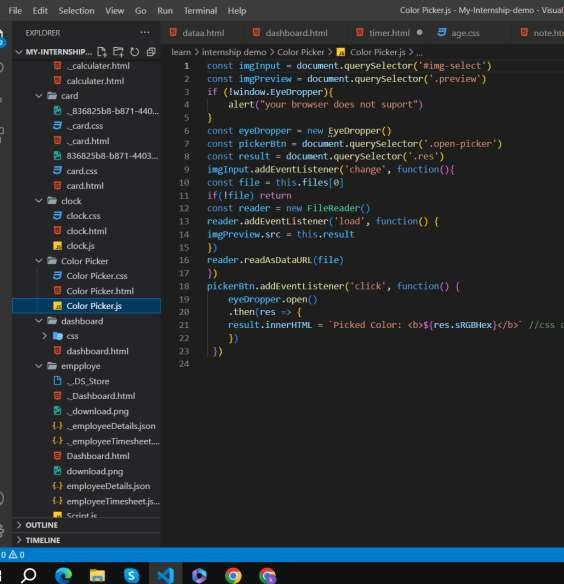 File Edit Selection View Go Run Terminal Help Color Picker.js - My-Internship-demo - Visual
EXPLORER ...
dataa.html dashboard.html timer.html age.css note.htm
MY-INTERNSHIP...
learn > internship demo > Color Picker > Color Picker.js > ...
._calculater.html
calculater.html
card
._836825b8-b871-440...
._card.css
._card.html
836825b8-b871-4403...
card.css
card.html
clock
clock.css
clock.html
clock.js
Color Picker
Color Picker.css
Color Picker.html
Color Picker.js
dashboard
css
dashboard.html
empploye
._.DS_Store
._Dashboard.html
._download.png
._employeeDetails.json
._employeeTimesheet....
Dashboard.html
download.png
employeeDetails.json
employeeTimesheet.js...
Script.js
OUTLINE
TIMELINE
1 const imgInput = document.querySelector('#img-select')
2 const imgPreview = document.querySelector('.preview')
3 if (!window.EyeDropper){
4 alert("your browser does not suport")
5 }
6 const eyeDropper = new EyeDropper()
7 const pickerBtn = document.querySelector('.open-picker')
8 const result = document.querySelector('.res')
9 imgInput.addEventListener('change', function(){
10 const file = this.files[0]
11 if(!file) return
12 const reader = new FileReader()
13 reader.addEventListener('load', function() {
14 imgPreview.src = this.result
15 })
16 reader.readAsDataURL(file)
17 })
18 pickerBtn.addEventListener('click', function() {
19 eyeDropper.open()
20 .then(res => {
21 result.innerHTML = `Picked Color: <b>${res.sRGBHex}</b>` //css c
22 })
23 })
24
0 0